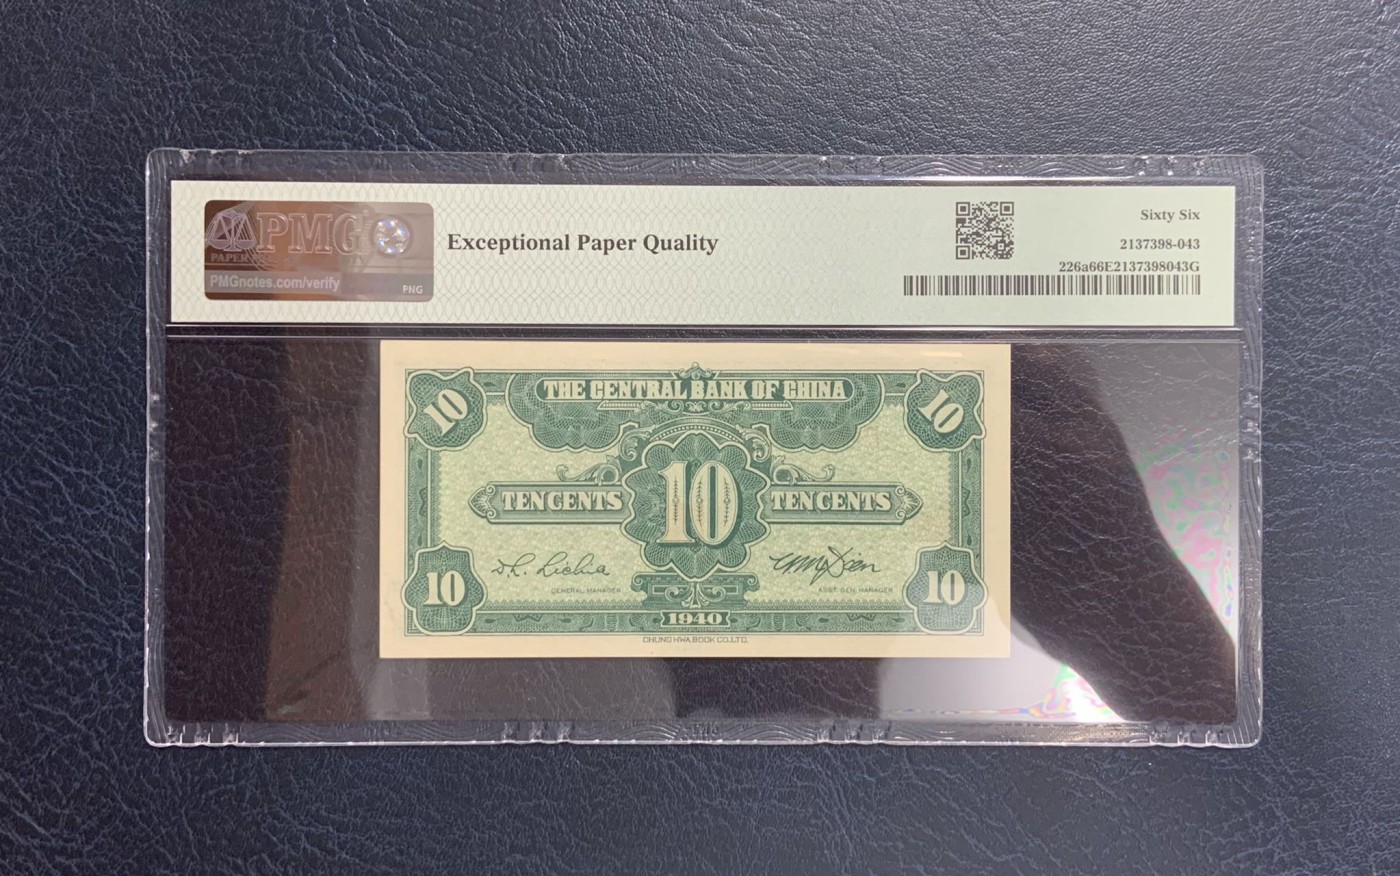 PMG
PAPER
PMGnotes.com/verify
PNG
Exceptional Paper Quality
Sixty Six
2137398-043
226a66E2137398043G
THE CENTRAL BANK OF CHINA
10
10
TEN CENTS
10
TEN CENTS
D. K. Lichia
GENERAL MANAGER
ASST. GEN. MANAGER
10
10
1940
CHUNG HWA BOOK CO. LTD.